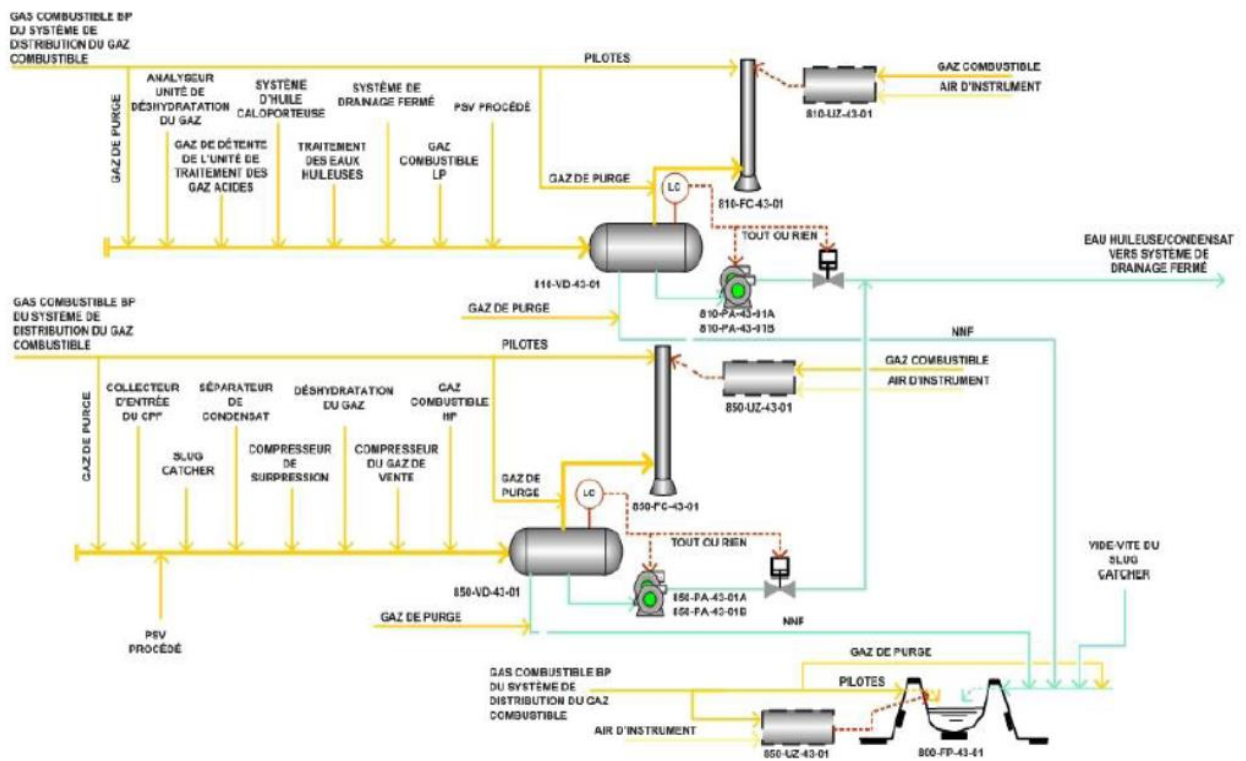 GAS COMBUSTIBLE BP
DU SYSTÈME DE
DISTRIBUTION DU GAZ
COMBUSTIBLE
PILOTES
GAZ COMBUSTIBLE
AIR D'INSTRUMENT
810-UZ-43-01
GAZ DE PURGE
ANALYSEUR
UNITÉ DE
DÉSHYDRATATION
DU GAZ
SYSTÈME
D'HUILE
CALOPORTEUSE
SYSTÈME DE
DRAINAGE FERMÉ
PSV PROCÉDÉ
GAZ DE DÉTENTE
DE L'UNITÉ DE
TRAITEMENT DES
GAZ ACIDES
TRAITEMENT
DES EAUX
HUILEUSES
GAZ
COMBUSTIBLE
LP
GAZ DE PURGE
LC
810-FC-43-01
TOUT OU RIEN
EAU HUILEUSE/CONDENSAT
VERS SYSTÈME DE
DRAINAGE FERMÉ
810-VD-43-01
GAZ DE PURGE
810-PA-43-01A
810-PA-43-01B
NNF
GAS COMBUSTIBLE BP
DU SYSTÈME DE
DISTRIBUTION DU GAZ
COMBUSTIBLE
PILOTES
GAZ COMBUSTIBLE
AIR D'INSTRUMENT
850-UZ-43-01
GAZ DE PURGE
COLLECTEUR
D'ENTRÉE
DU CPF
SÉPARATEUR
DE
CONDENSAT
DÉSHYDRATATION
DU GAZ
GAZ
COMBUSTIBLE
HP
SLUG
CATCHER
COMPRESSEUR
DE
SURPRESSION
COMPRESSEUR
DU GAZ DE
VENTE
GAZ DE
PURGE
LC
850-FC-43-01
TOUT OU RIEN
VIDE-VITE DU
SLUG
CATCHER
850-VD-43-01
850-PA-43-01A
850-PA-43-01B
GAZ DE PURGE
NNF
PSV
PROCÉDÉ
GAZ DE PURGE
GAS COMBUSTIBLE BP
DU SYSTÈME DE
DISTRIBUTION DU GAZ
COMBUSTIBLE
PILOTES
AIR D'INSTRUMENT
850-UZ-43-01
800-FP-43-01